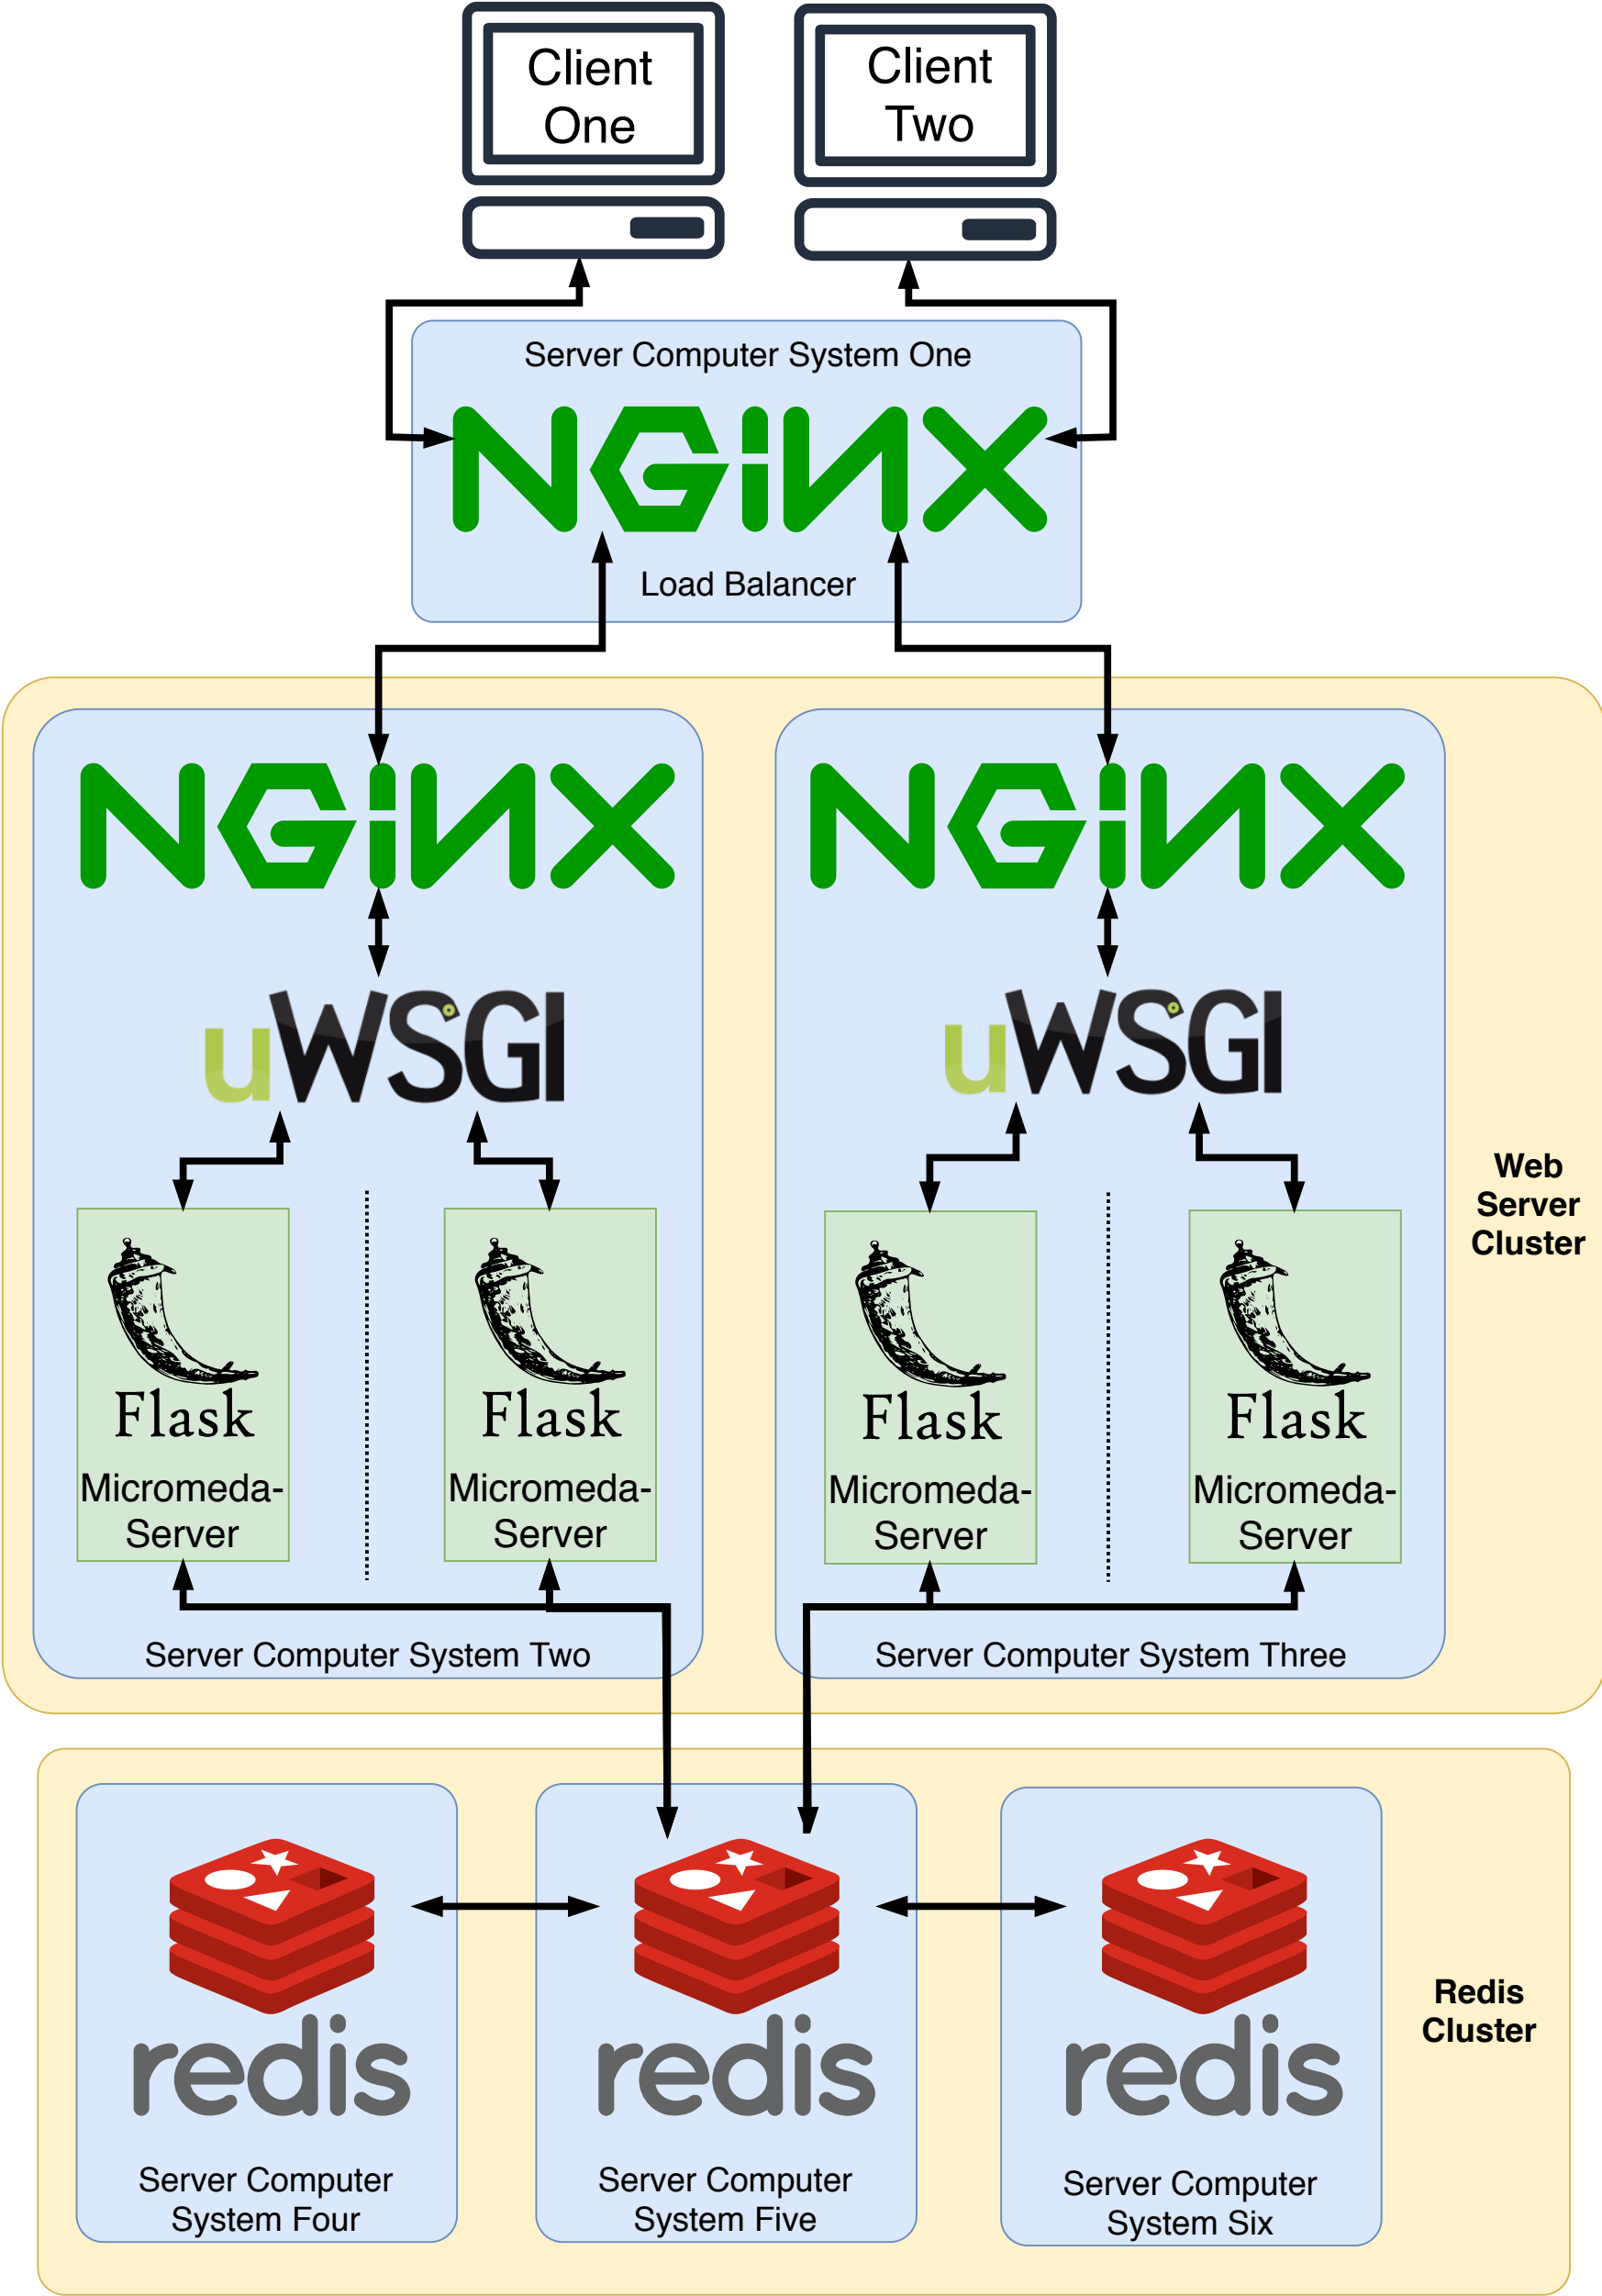 Client
One
Client
Two
Server Computer System One
NGiNX
Load Balancer
NGiNX
NGiNX
uWSGI
uWSGI
Web
Server
Cluster
Flask
Micromeda-
Server
Flask
Micromeda-
Server
Flask
Micromeda-
Server
Flask
Micromeda-
Server
Server Computer System Two
Server Computer System Three
redis
Server Computer
System Four
redis
Server Computer
System Five
redis
Server Computer
System Six
Redis
Cluster